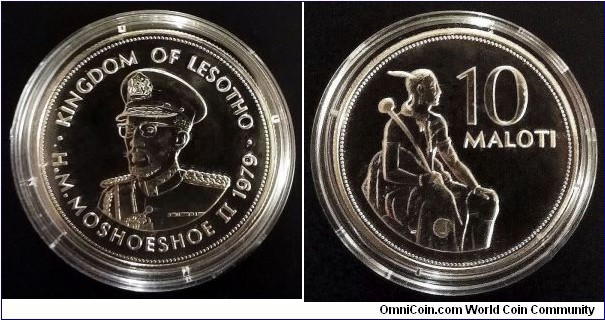 KINGDOM OF LESOTHO
· H.M. MOSHOESHOE II 1979 ·
10
MALOTI
OmniCoin.com World Coin Community